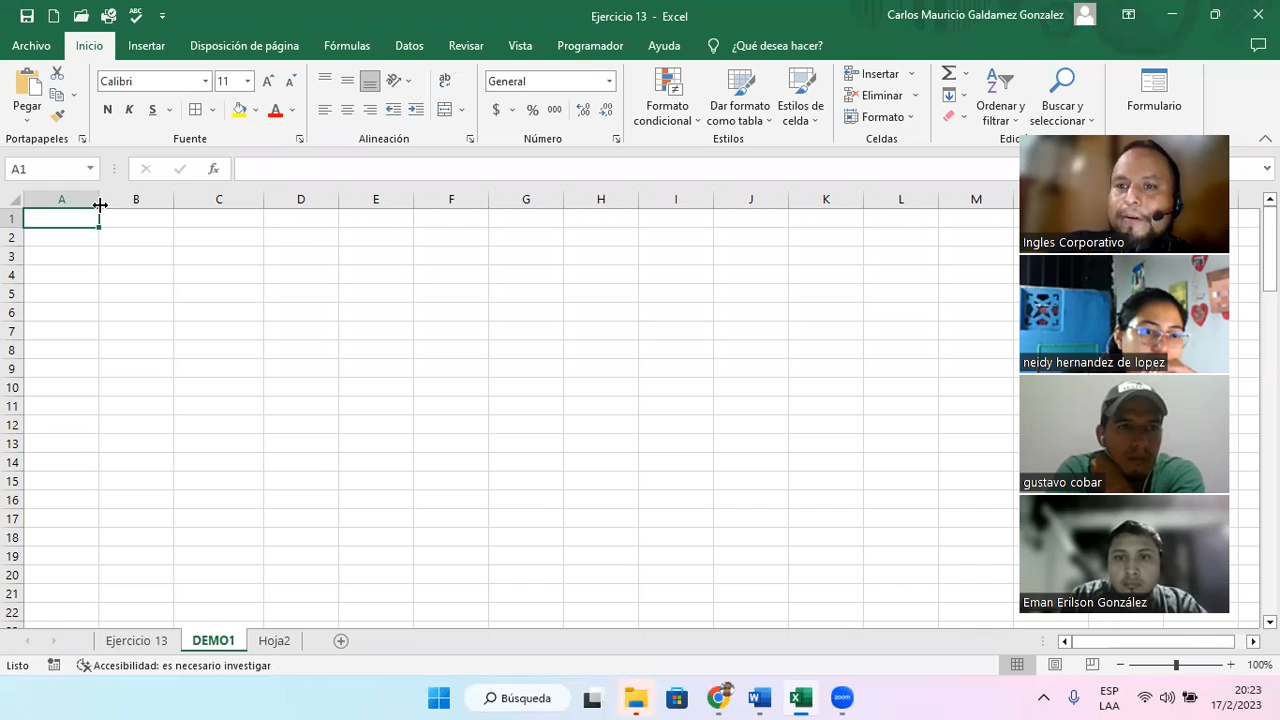 Ejercicio 13 - Excel
Carlos Mauricio Galdamez Gonzalez
Archivo Inicio Insertar Disposición de página Fórmulas Datos Revisar Vista Programador Ayuda ¿Qué desea hacer?
Pegar
Calibri 11
N K S
ab
General
$ % 000
Formato condicional
Dar formato como tabla
Estilos de celda
Insertar
Eliminar
Formato
Ordenar y filtrar
Buscar y seleccionar
Formulario
Portapapeles Fuente Alineación Número Estilos Celdas
A1 fx
A B C D E F G H I J K L M
1
2
3
4
5
6
7
8
9
10
11
12
13
14
15
16
17
18
19
20
21
22
Ingles Corporativo
neidy hernandez de lopez
gustavo cobar
Eman Erilson González
Ejercicio 13 DEMO1 Hoja2
Listo Accesibilidad: es necesario investigar 100%
Búsqueda
zoom
ESP
LAA
20:23
17/2/2023